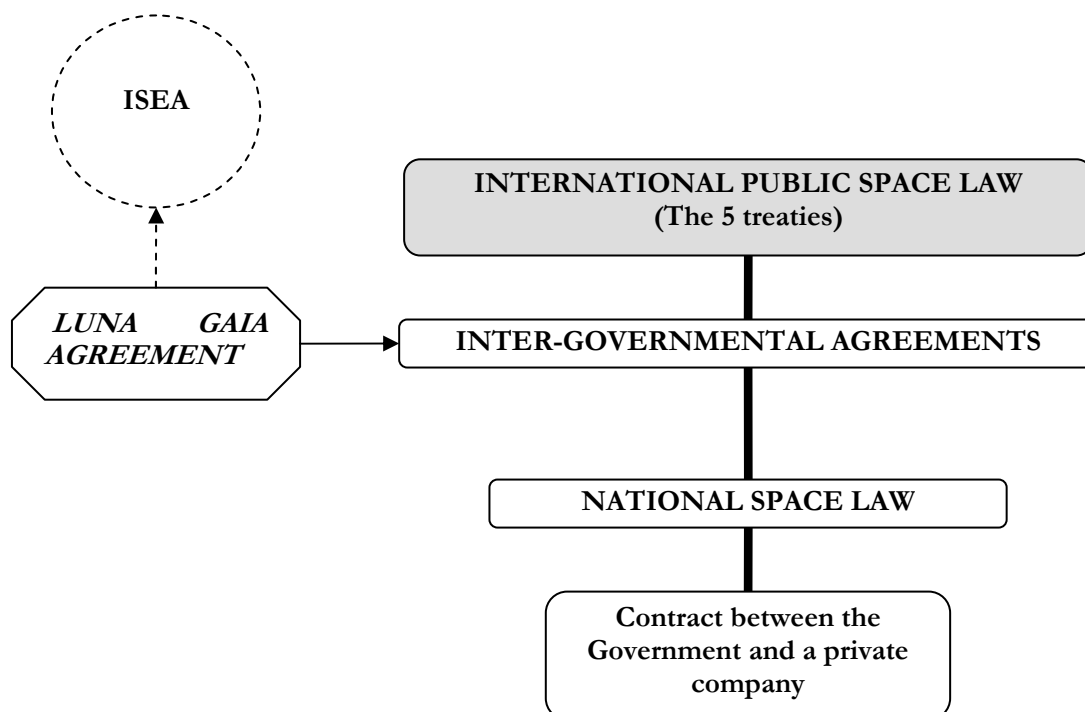 ISEA
INTERNATIONAL PUBLIC SPACE LAW
(The 5 treaties)
LUNA GAIA
AGREEMENT
INTER-GOVERNMENTAL AGREEMENTS
NATIONAL SPACE LAW
Contract between the
Government and a private
company